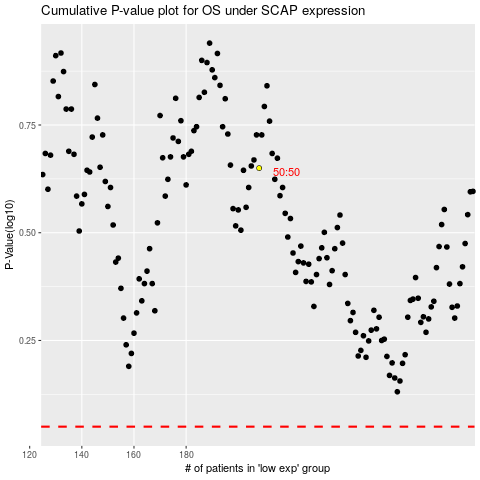 Cumulative P-value plot for OS under SCAP expression
P-Value(log10)
0.75
0.50
0.25
50:50
120 140 160 180
# of patients in 'low exp' group